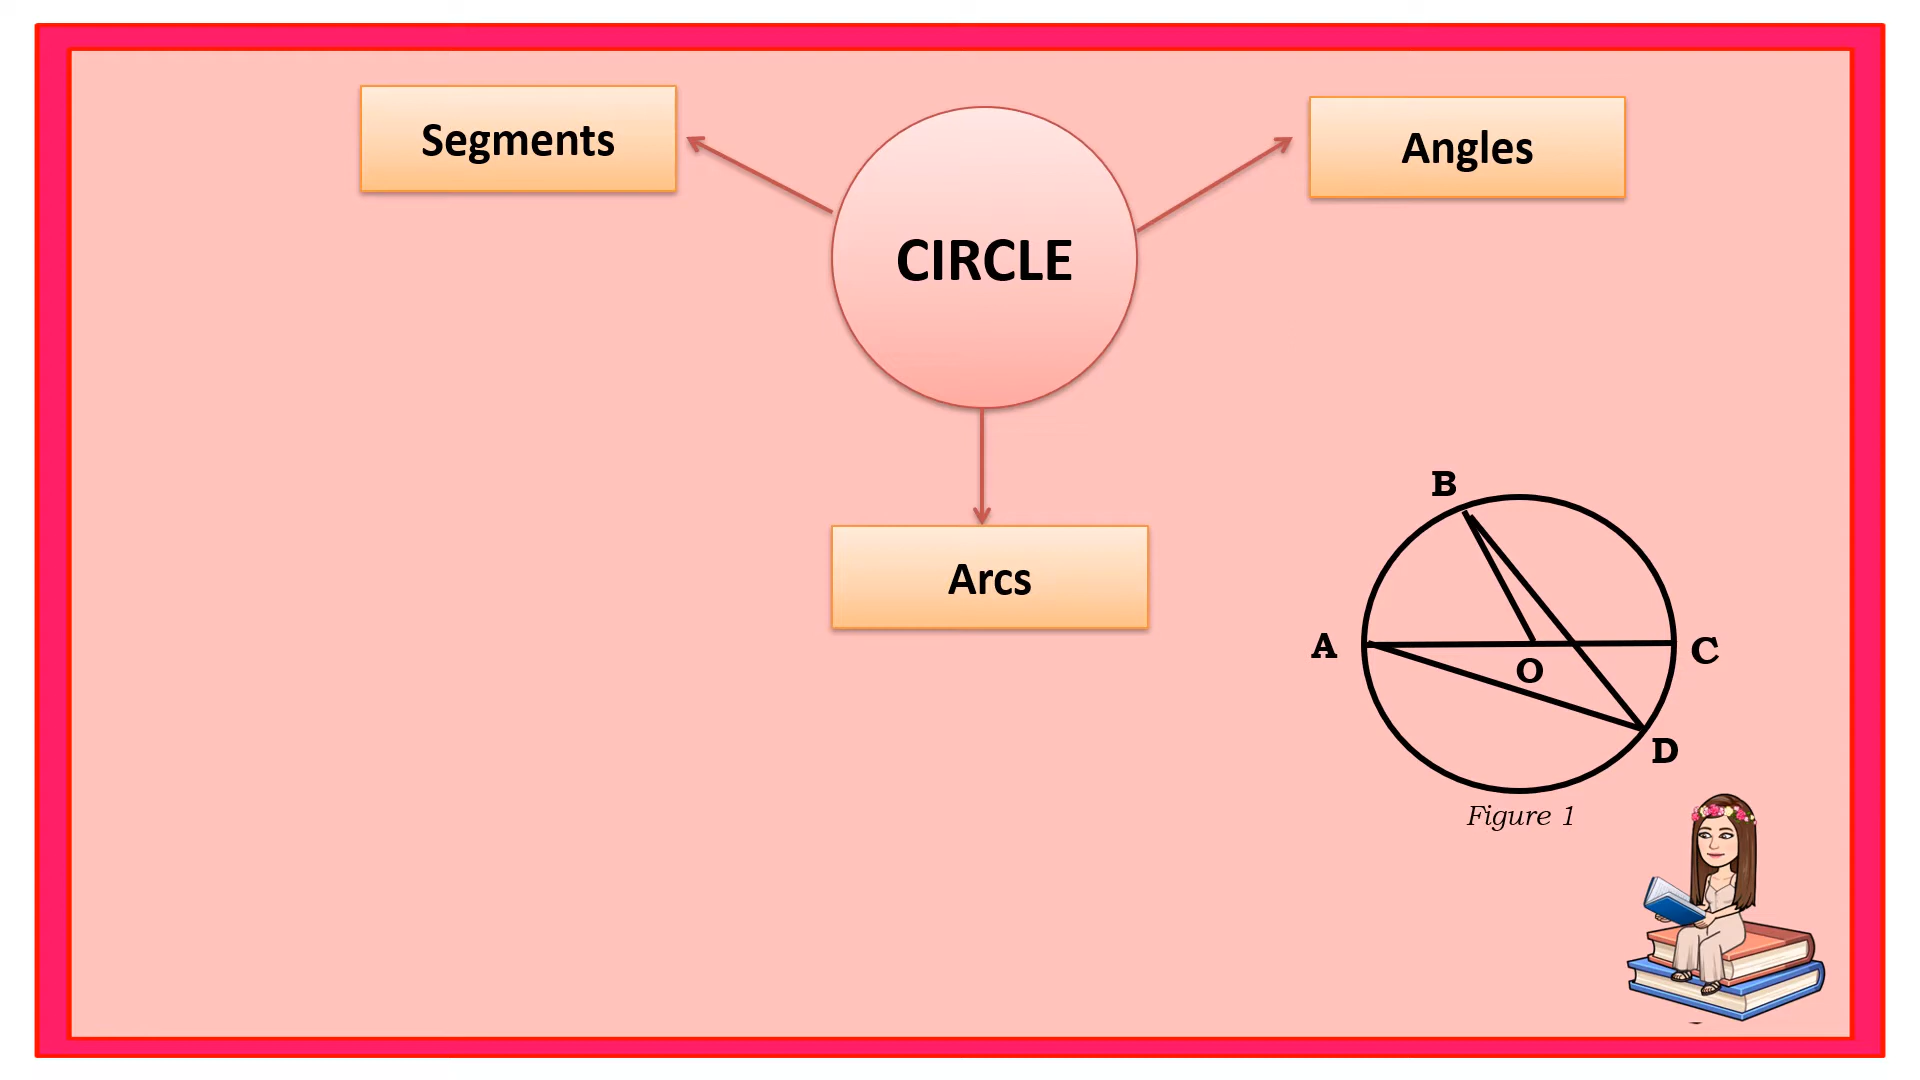 Segments
Angles
CIRCLE
Arcs
B
A
C
O
D
Figure 1